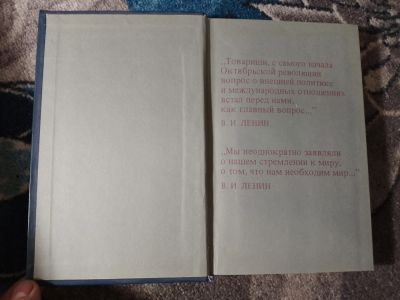 „Товарищи, с самого начала
Октябрьской революции
вопрос о внешней политике
и международных отношениях
встал перед нами,
как главный вопрос..."
В. И. ЛЕНИН
„Мы неоднократно заявляли
о нашем стремлении к миру,
о том, что нам необходим мир..."
В. И. ЛЕНИН